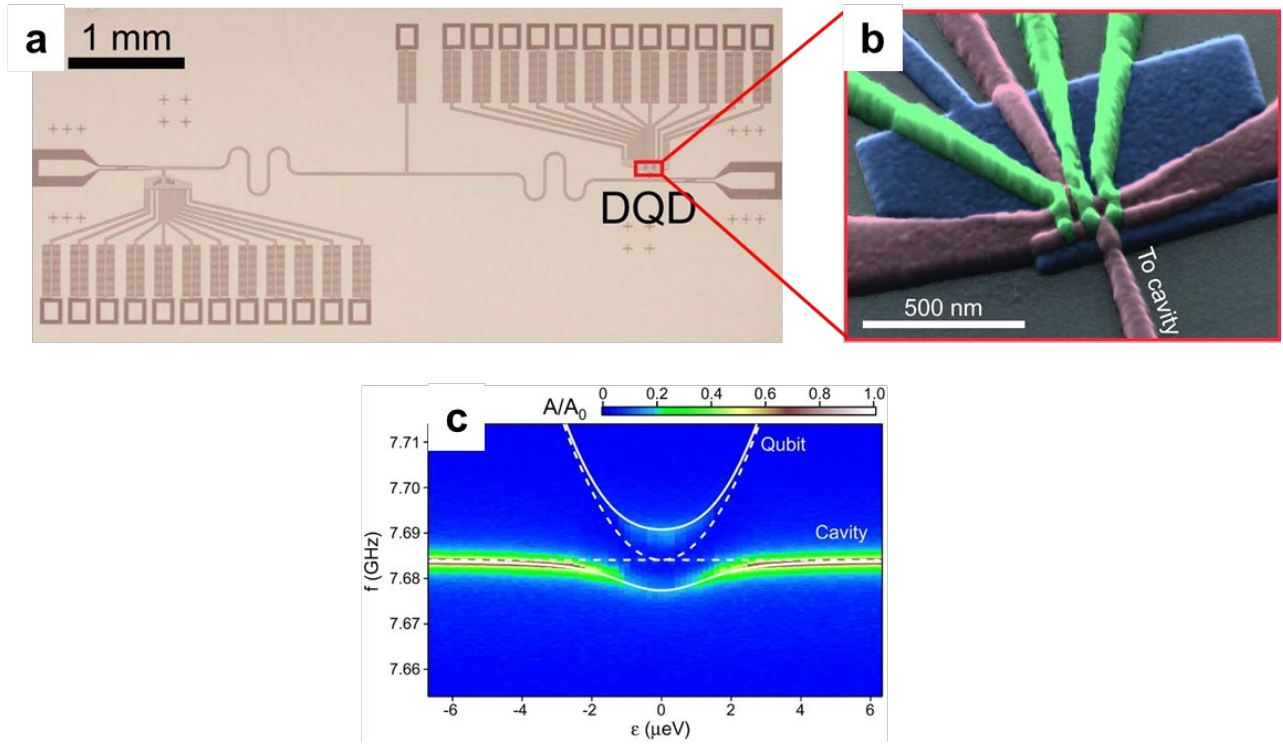 a
1 mm
DQD
b
To cavity
500 nm
c
A/A0 0 0.2 0.4 0.6 0.8 1.0
Qubit
Cavity
f (GHz)
7.71
7.70
7.69
7.68
7.67
7.66
-6 -4 -2 0 2 4 6
ε (μeV)